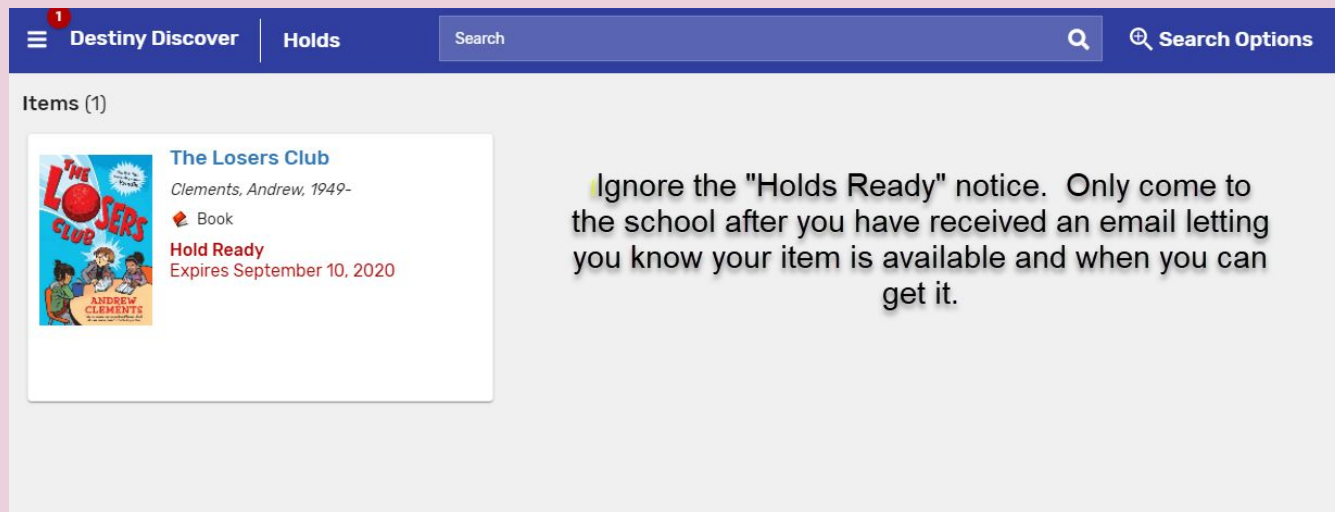 1
Destiny Discover
Holds
Search
Search Options
Items (1)
THE
LOSERS
CLUB
ANDREW
CLEMENTS
The Losers Club
Clements, Andrew, 1949-
Book
Hold Ready
Expires September 10, 2020
Ignore the "Holds Ready" notice. Only come to
the school after you have received an email letting
you know your item is available and when you can
get it.